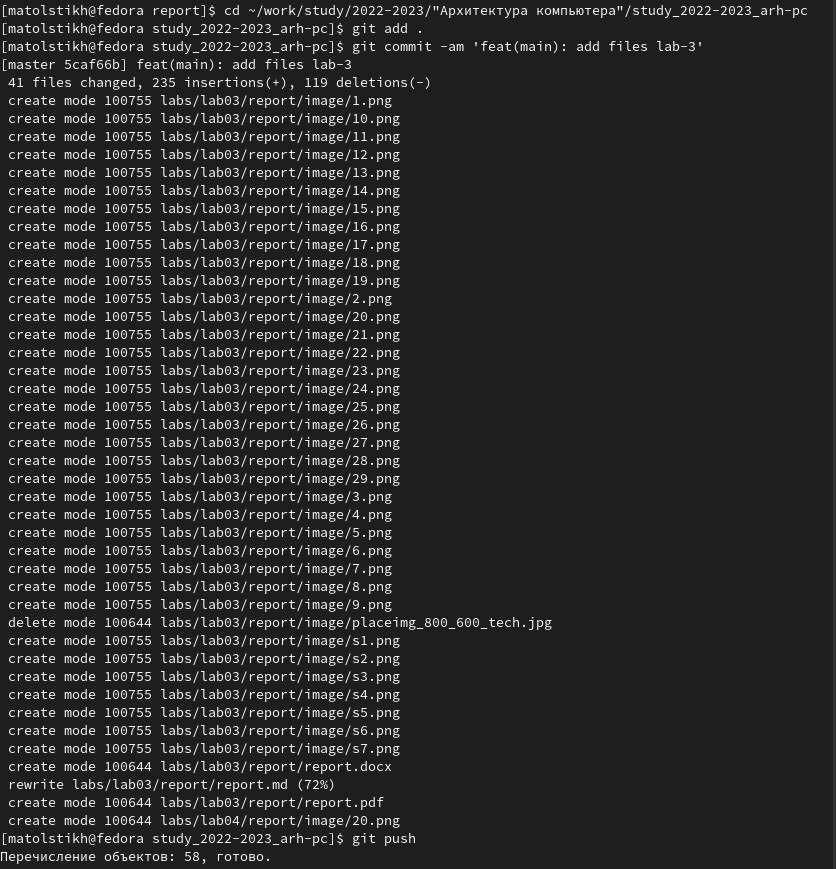 [matolstikh@fedora report]$ cd ~/work/study/2022-2023/"Архитектура компьютера"/study_2022-2023_arh-pc
[matolstikh@fedora study_2022-2023_arh-pc]$ git add .
[matolstikh@fedora study_2022-2023_arh-pc]$ git commit -am 'feat(main): add files lab-3'
[master 5caf66b] feat(main): add files lab-3
 41 files changed, 235 insertions(+), 119 deletions(-)
 create mode 100755 labs/lab03/report/image/1.png
 create mode 100755 labs/lab03/report/image/10.png
 create mode 100755 labs/lab03/report/image/11.png
 create mode 100755 labs/lab03/report/image/12.png
 create mode 100755 labs/lab03/report/image/13.png
 create mode 100755 labs/lab03/report/image/14.png
 create mode 100755 labs/lab03/report/image/15.png
 create mode 100755 labs/lab03/report/image/16.png
 create mode 100755 labs/lab03/report/image/17.png
 create mode 100755 labs/lab03/report/image/18.png
 create mode 100755 labs/lab03/report/image/19.png
 create mode 100755 labs/lab03/report/image/2.png
 create mode 100755 labs/lab03/report/image/20.png
 create mode 100755 labs/lab03/report/image/21.png
 create mode 100755 labs/lab03/report/image/22.png
 create mode 100755 labs/lab03/report/image/23.png
 create mode 100755 labs/lab03/report/image/24.png
 create mode 100755 labs/lab03/report/image/25.png
 create mode 100755 labs/lab03/report/image/26.png
 create mode 100755 labs/lab03/report/image/27.png
 create mode 100755 labs/lab03/report/image/28.png
 create mode 100755 labs/lab03/report/image/29.png
 create mode 100755 labs/lab03/report/image/3.png
 create mode 100755 labs/lab03/report/image/4.png
 create mode 100755 labs/lab03/report/image/5.png
 create mode 100755 labs/lab03/report/image/6.png
 create mode 100755 labs/lab03/report/image/7.png
 create mode 100755 labs/lab03/report/image/8.png
 create mode 100755 labs/lab03/report/image/9.png
 delete mode 100644 labs/lab03/report/image/placeimg_800_600_tech.jpg
 create mode 100755 labs/lab03/report/image/s1.png
 create mode 100755 labs/lab03/report/image/s2.png
 create mode 100755 labs/lab03/report/image/s3.png
 create mode 100755 labs/lab03/report/image/s4.png
 create mode 100755 labs/lab03/report/image/s5.png
 create mode 100755 labs/lab03/report/image/s6.png
 create mode 100755 labs/lab03/report/image/s7.png
 create mode 100644 labs/lab03/report/report.docx
 rewrite labs/lab03/report/report.md (72%)
 create mode 100644 labs/lab03/report/report.pdf
 create mode 100644 labs/lab04/report/image/20.png
[matolstikh@fedora study_2022-2023_arh-pc]$ git push
Перечисление объектов: 58, готово.